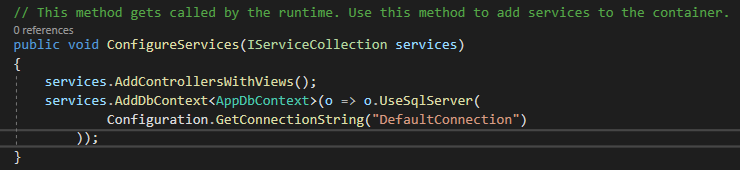 // This method gets called by the runtime. Use this method to add services to the container.
0 references
public void ConfigureServices(IServiceCollection services)
{
    services.AddControllersWithViews();
    services.AddDbContext<AppDbContext>(o => o.UseSqlServer(
            Configuration.GetConnectionString("DefaultConnection")
        ));
}